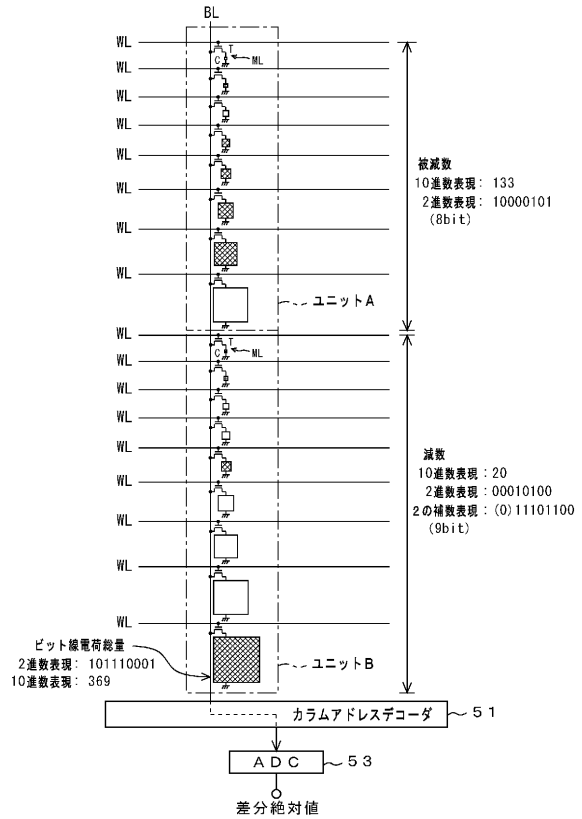 BL
WL
T
C
ML
WL
WL
WL
WL
WL
WL
WL
被減数
10進数表現: 133
2進数表現: 10000101
(8bit)
ユニットA
WL
T
C
ML
WL
WL
WL
WL
WL
WL
WL
WL
減数
10進数表現:20
2進数表現:00010100
2の補数表現:(0)11101100
(9bit)
ビット線電荷総量
2進数表現: 101110001
10進数表現: 369
ユニットB
カラムアドレスデコーダ
51
ADC
53
差分絶対値